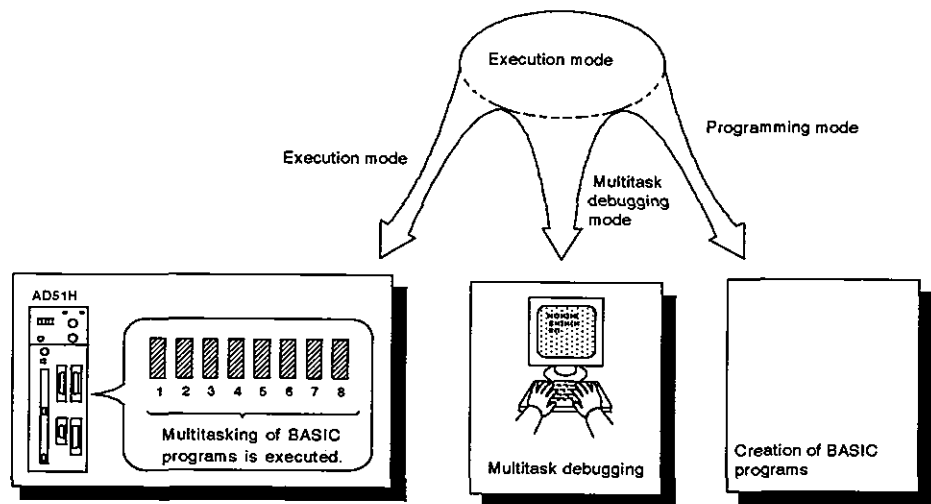 Execution mode
Programming mode
Execution mode
Multitask
debugging
mode
AD51H
1 2 3 4 5 6 7 8
Multitasking of BASIC
programs is executed.
Multitask debugging
Creation of BASIC
programs